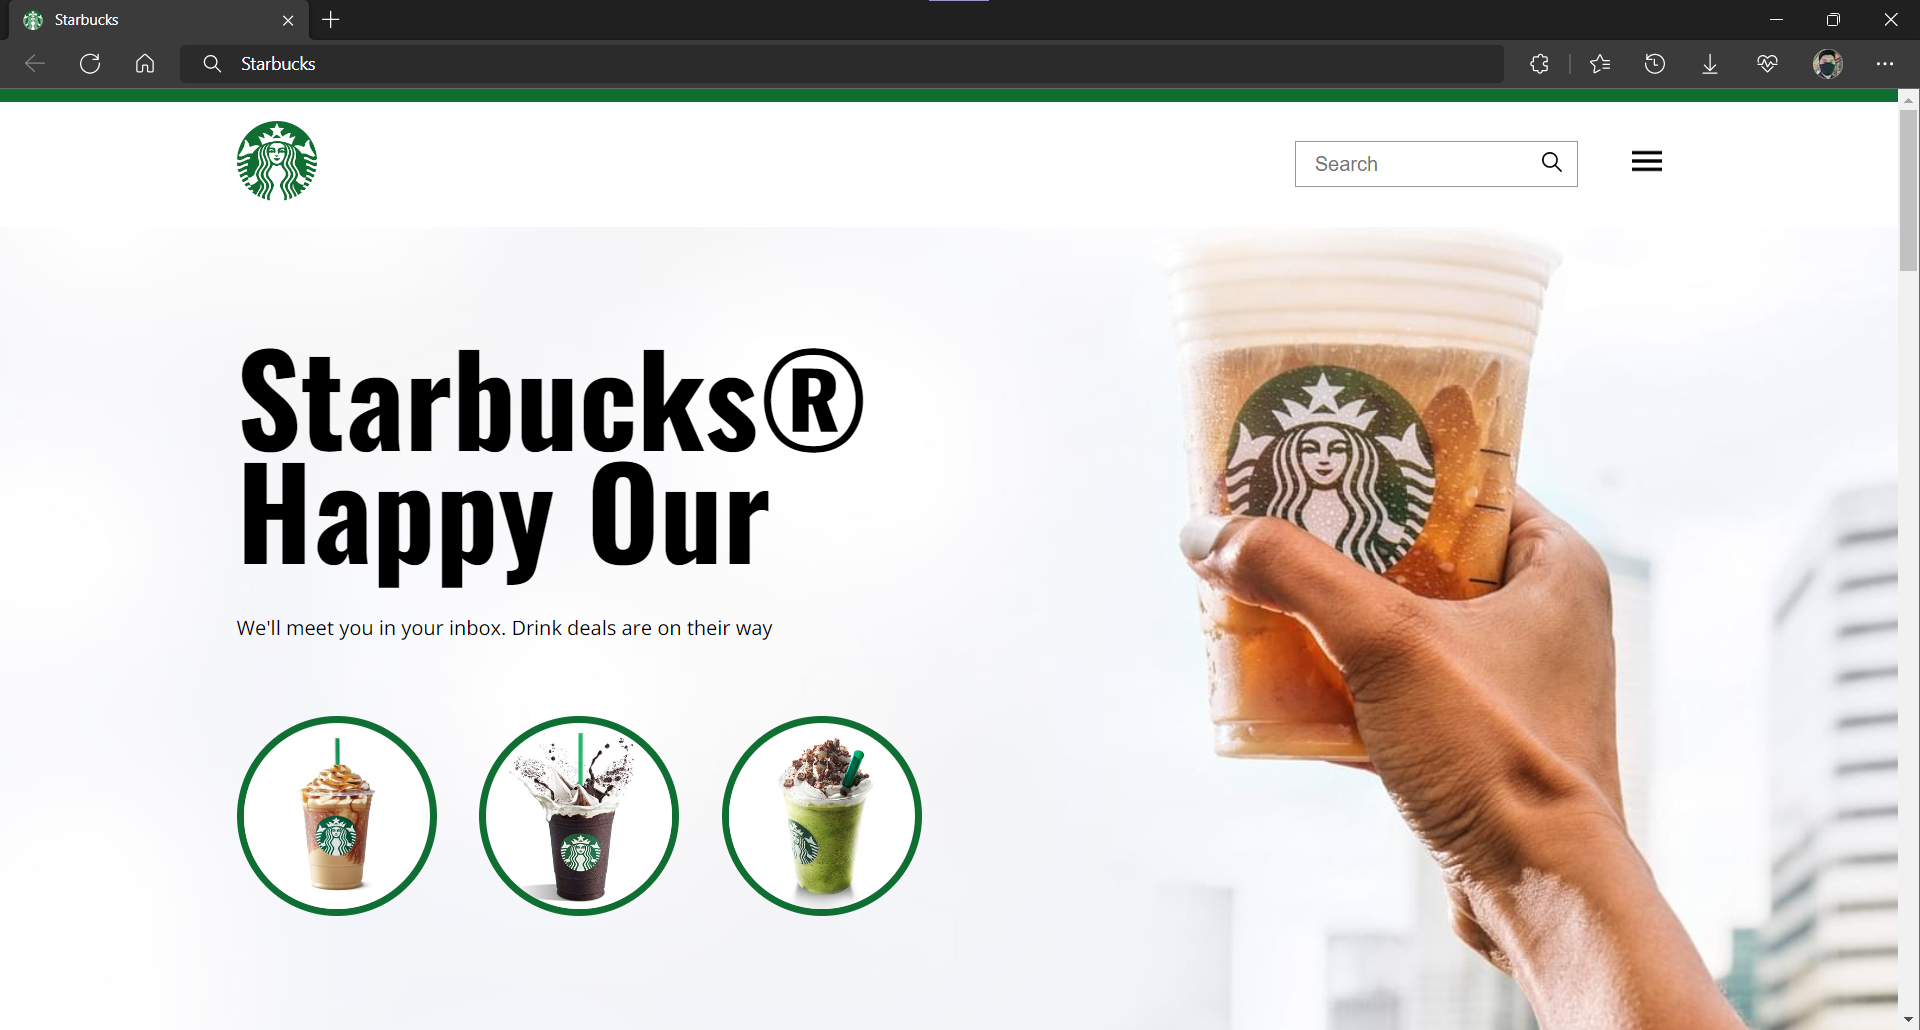 Starbucks
Starbucks
Search
Starbucks®
Happy Our
We'll meet you in your inbox. Drink deals are on their way